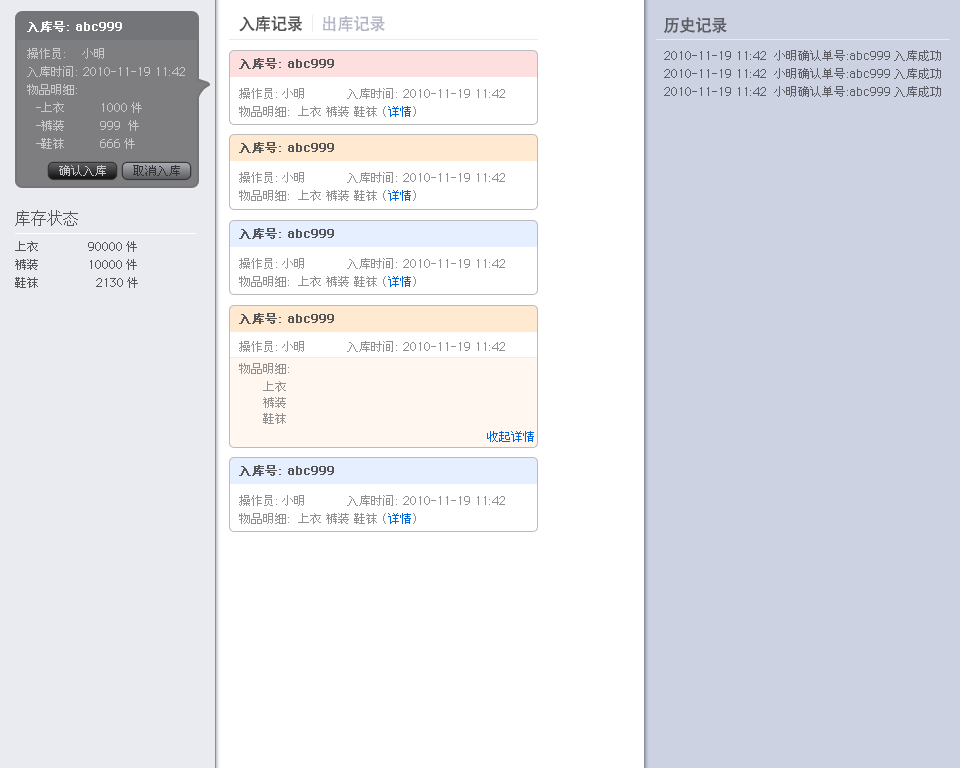 入库号: abc999
操作员: 小明
入库时间: 2010-11-19 11:42
物品明细:
-上衣 1000 件
-裤装 999 件
-鞋袜 666 件
确认入库 取消入库
库存状态
上衣 90000 件
裤装 10000 件
鞋袜 2130 件
入库记录 出库记录
入库号: abc999
操作员: 小明 入库时间: 2010-11-19 11:42
物品明细: 上衣 裤装 鞋袜 (详情)
入库号: abc999
操作员: 小明 入库时间: 2010-11-19 11:42
物品明细: 上衣 裤装 鞋袜 (详情)
入库号: abc999
操作员: 小明 入库时间: 2010-11-19 11:42
物品明细: 上衣 裤装 鞋袜 (详情)
入库号: abc999
操作员: 小明 入库时间: 2010-11-19 11:42
物品明细:
上衣
裤装
鞋袜
收起详情
入库号: abc999
操作员: 小明 入库时间: 2010-11-19 11:42
物品明细: 上衣 裤装 鞋袜 (详情)
历史记录
2010-11-19 11:42 小明确认单号:abc999 入库成功
2010-11-19 11:42 小明确认单号:abc999 入库成功
2010-11-19 11:42 小明确认单号:abc999 入库成功